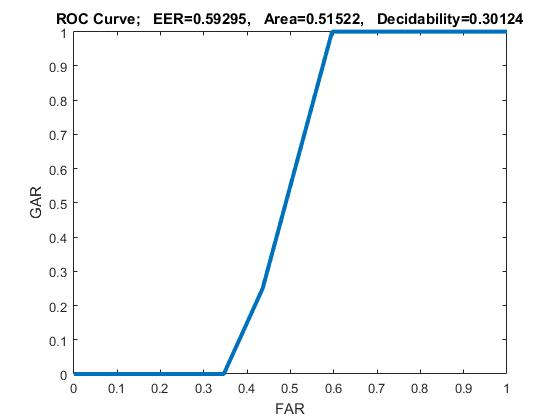 ROC Curve;   EER=0.59295,   Area=0.51522,   Decidability=0.30124
1
0.9
0.8
0.7
0.6
0.5
0.4
0.3
0.2
0.1
0
GAR
0 0.1 0.2 0.3 0.4 0.5 0.6 0.7 0.8 0.9 1
FAR